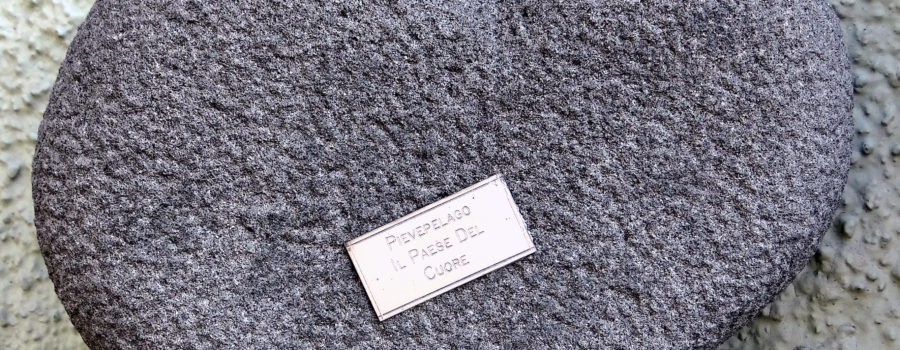 Pievepelago
Il Paese Del
Cuore